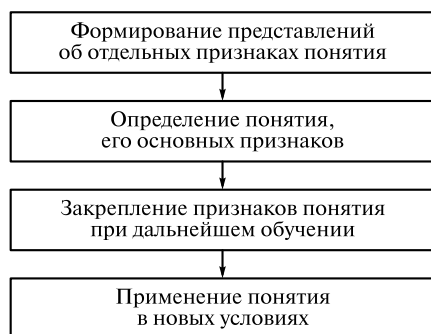 Формирование представлений
об отдельных признаках понятия
Определение понятия,
его основных признаков
Закрепление признаков понятия
при дальнейшем обучении
Применение понятия
в новых условиях